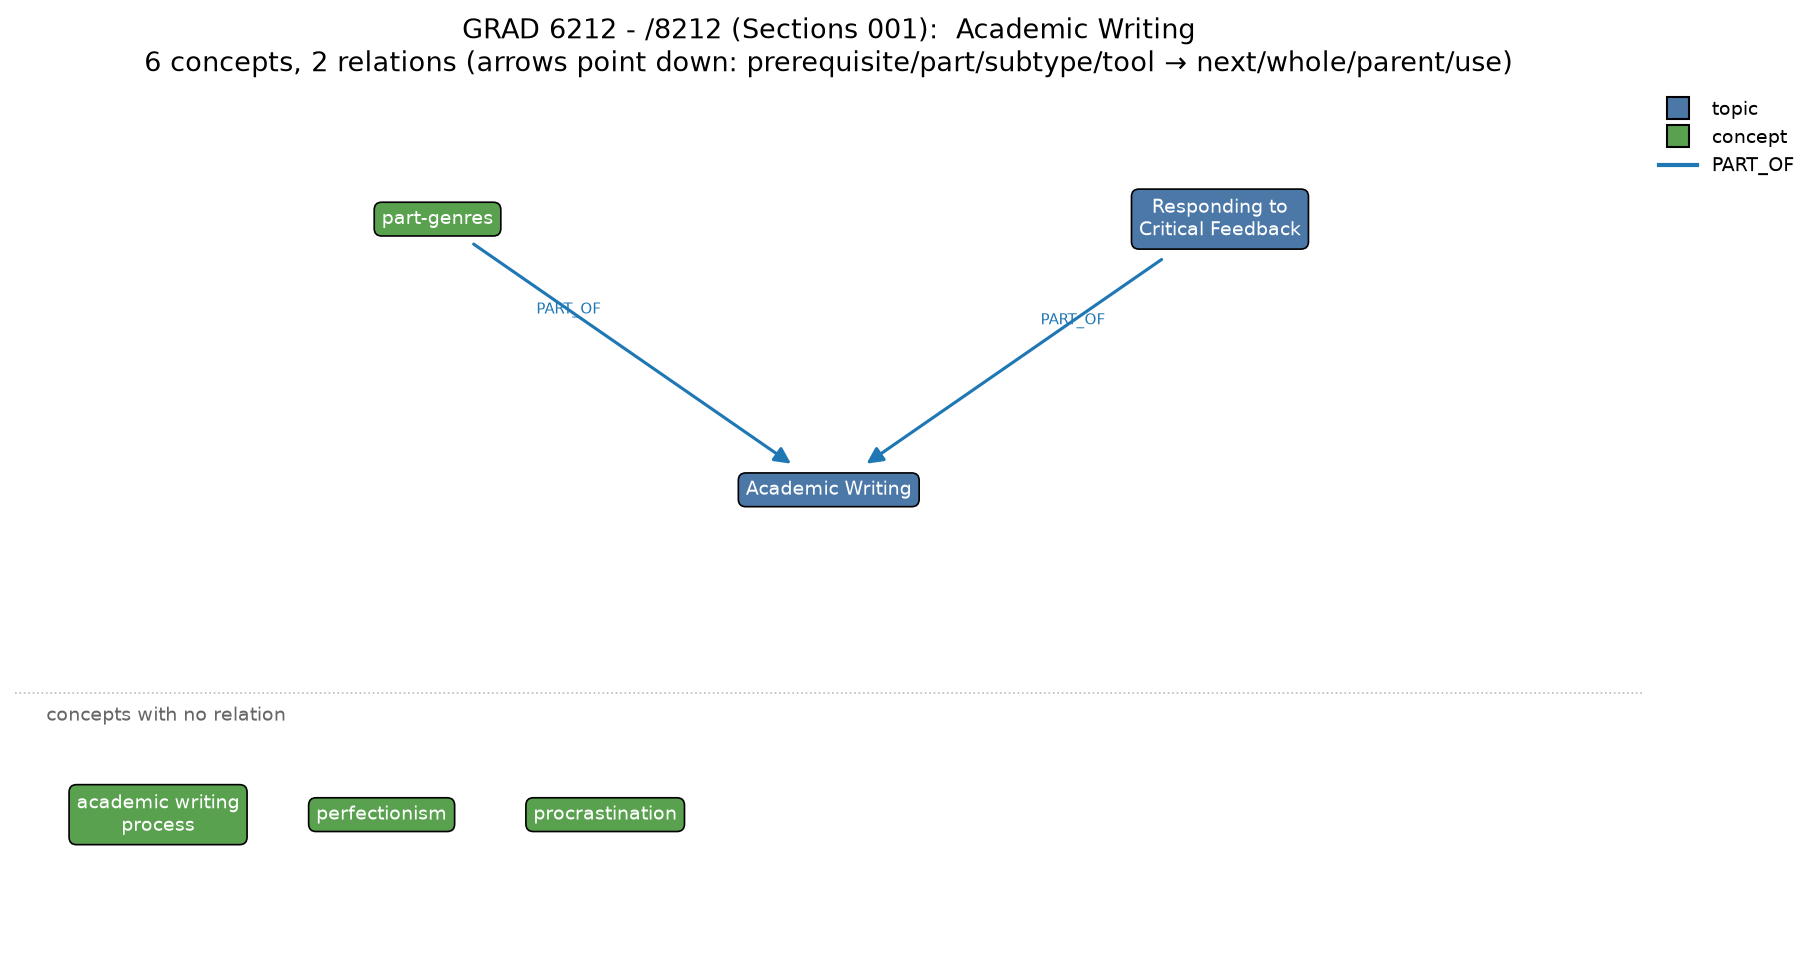 GRAD 6212 - /8212 (Sections 001):  Academic Writing
6 concepts, 2 relations (arrows point down: prerequisite/part/subtype/tool → next/whole/parent/use)
topic
concept
PART_OF
part-genres
Responding to
Critical Feedback
PART_OF
PART_OF
Academic Writing
concepts with no relation
academic writing
process
perfectionism
procrastination